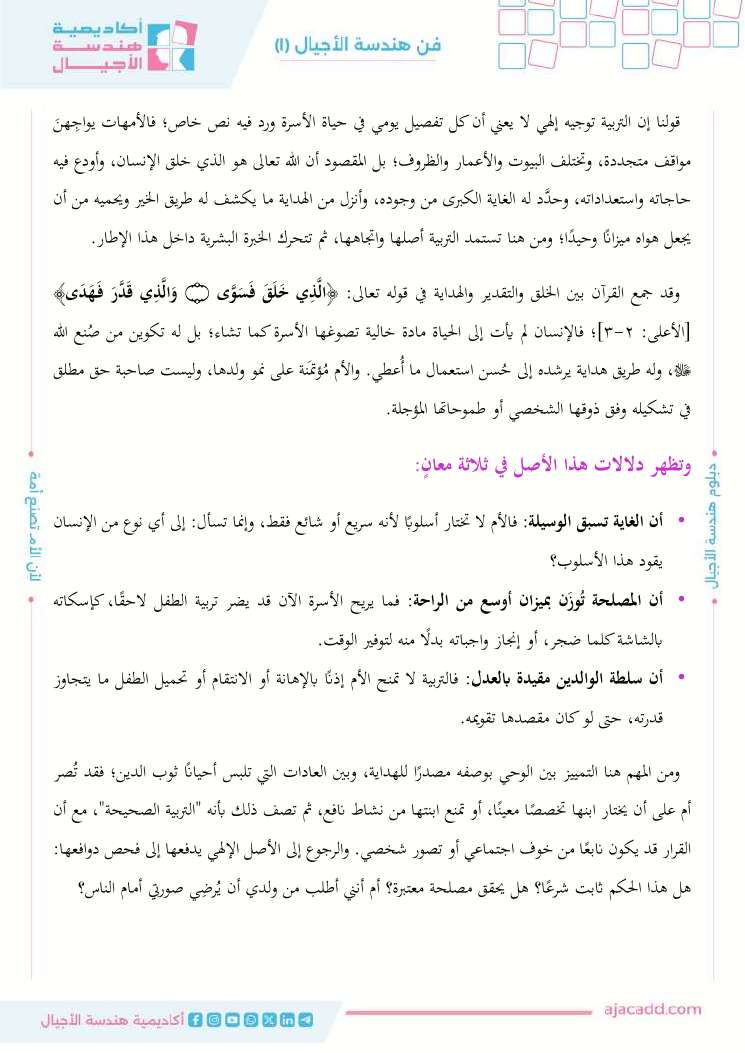 أكاديمية
هندسة
الأجيال
فن هندسة الأجيال (1)
قولنا إن التربية توجيه إلهي لا يعني أن كل تفصيل يومي في حياة الأسرة ورد فيه نص خاص؛ فالأمهات يواجِهنَ
مواقف متجددة، وتختلف البيوت والأعمار والظروف؛ بل المقصود أن الله تعالى هو الذي خلق الإنسان، وأودع فيه
حاجاته واستعداداته، وحدَّد له الغاية الكبرى من وجوده، وأنزل من الهداية ما يكشف له طريق الخير ويحميه من أن
يجعل هواه ميزانًا وحيدًا؛ ومن هنا تستمد التربية أصلها واتجاهها، ثم تتحرك الخبرة البشرية داخل هذا الإطار.
وقد جمع القرآن بين الخلق والتقدير والهداية في قوله تعالى: ﴿الَّذِي خَلَقَ فَسَوَّى ۝ وَالَّذِي قَدَّرَ فَهَدَى﴾
[الأعلى: ٢-٣]؛ فالإنسان لم يأت إلى الحياة مادة خالية تصوغها الأسرة كما تشاء؛ بل له تكوين من صُنع الله
ﷻ، وله طريق هداية يرشده إلى حُسن استعمال ما أُعطي. والأم مُؤتمَنة على نمو ولدها، وليست صاحبة حق مطلق
في تشكيله وفق ذوقها الشخصي أو طموحاتها المؤجلة.
وتظهر دلالات هذا الأصل في ثلاثة معانٍ:
• أن الغاية تسبق الوسيلة: فالأم لا تختار أسلوبًا لأنه سريع أو شائع فقط، وإنما تسأل: إلى أي نوع من الإنسان
يقود هذا الأسلوب؟
• أن المصلحة تُوزَن بميزان أوسع من الراحة: فما يريح الأسرة الآن قد يضر تربية الطفل لاحقًا، كإسكاته
بالشاشة كلما ضجر، أو إنجاز واجباته بدلًا منه لتوفير الوقت.
• أن سلطة الوالدين مقيدة بالعدل: فالتربية لا تمنح الأم إذنًا بالإهانة أو الانتقام أو تحميل الطفل ما يتجاوز
قدرته، حتى لو كان مقصدها تقويمه.
ومن المهم هنا التمييز بين الوحي بوصفه مصدرًا للهداية، وبين العادات التي تلبس أحيانًا ثوب الدين؛ فقد تُصر
أم على أن يختار ابنها تخصصًا معينًا، أو تمنع ابنتها من نشاط نافع، ثم تصف ذلك بأنه "التربية الصحيحة"، مع أن
القرار قد يكون نابعًا من خوف اجتماعي أو تصور شخصي. والرجوع إلى الأصل الإلهي يدفعها إلى فحص دوافعها:
هل هذا الحكم ثابت شرعًا؟ هل يحقق مصلحة معتبرة؟ أم أنني أطلب من ولدي أن يُرضِي صورتي أمام الناس؟
دبلوم هندسة الأجيال
لأن الأم تصنع أمة
أكاديمية هندسة الأجيال
ajacadd.com